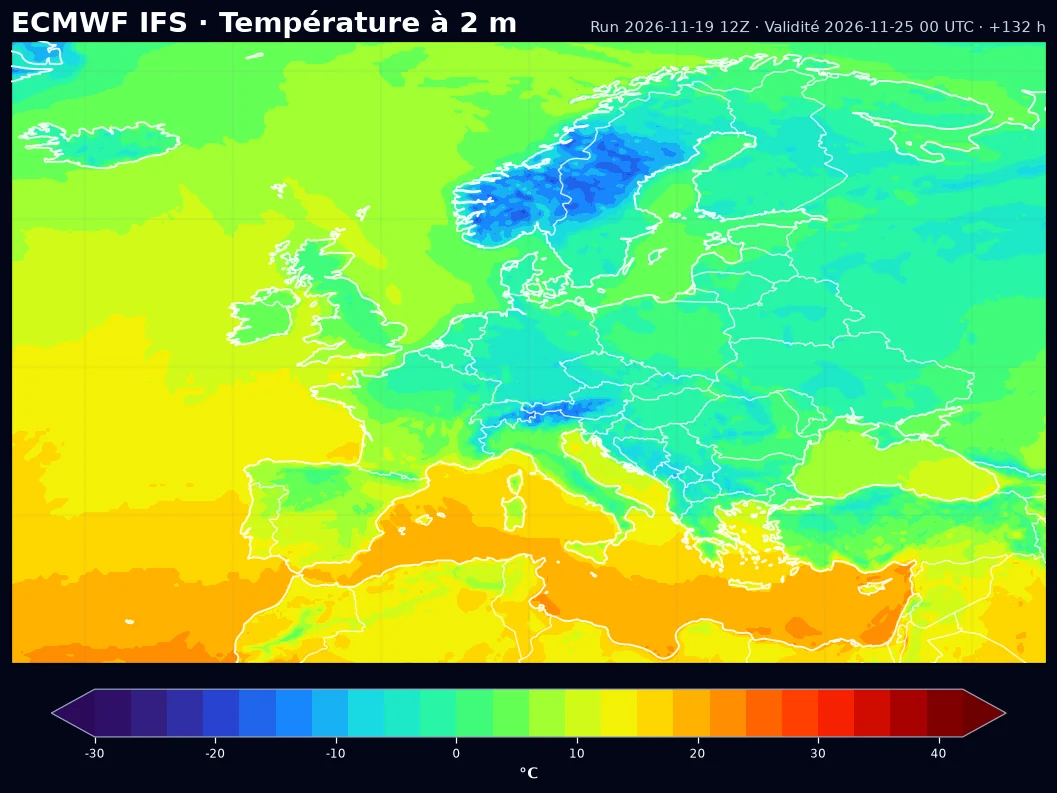 ECMWF IFS · Température à 2 m
Run 2026-11-19 12Z · Validité 2026-11-25 00 UTC · +132 h
-30 -20 -10 0 10 20 30 40
°C